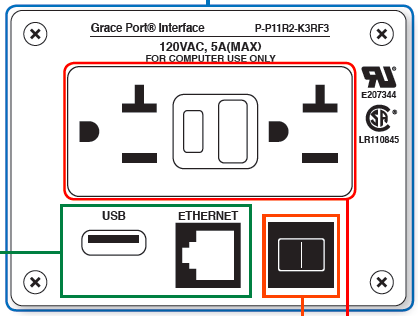 Grace Port® Interface P-P11R2-K3RF3
120VAC, 5A(MAX)
FOR COMPUTER USE ONLY
E207344
LR110845
USB ETHERNET